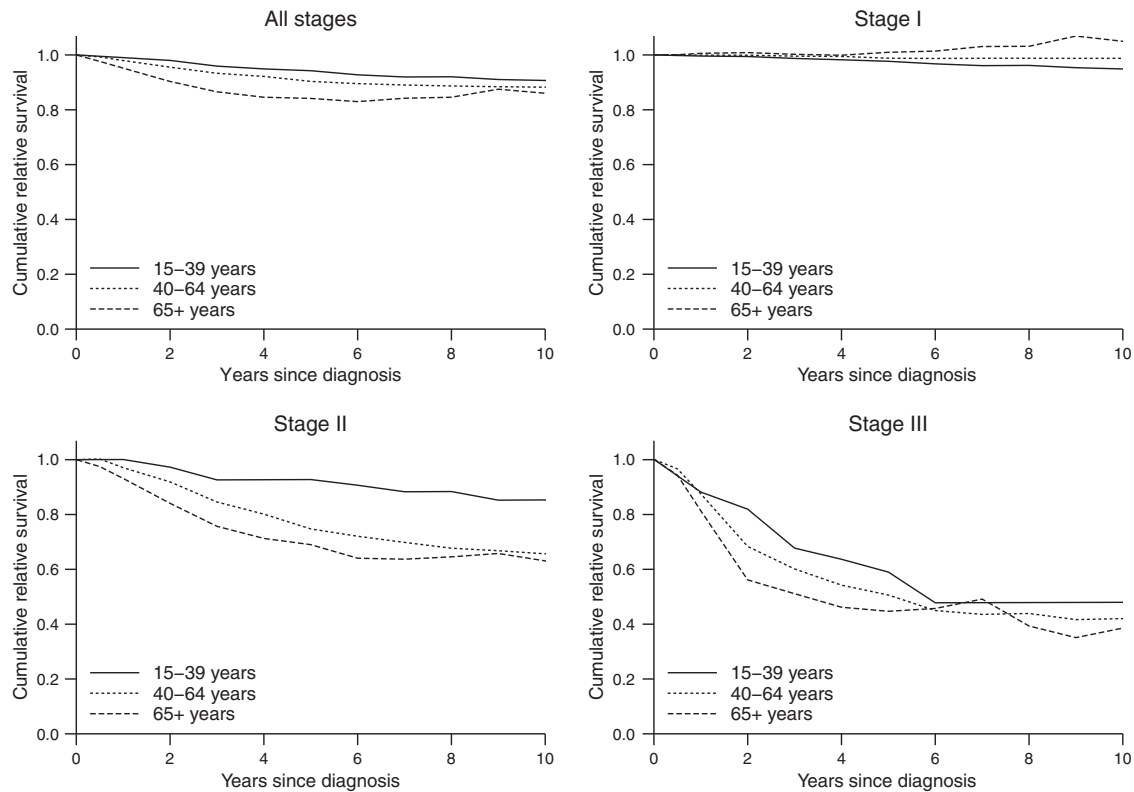 All stages
Cumulative relative survival
1.0
0.8
0.6
0.4
0.2
0.0
15–39 years
40–64 years
65+ years
0 2 4 6 8 10
Years since diagnosis
Stage I
Cumulative relative survival
1.0
0.8
0.6
0.4
0.2
0.0
15–39 years
40–64 years
65+ years
0 2 4 6 8 10
Years since diagnosis
Stage II
Cumulative relative survival
1.0
0.8
0.6
0.4
0.2
0.0
15–39 years
40–64 years
65+ years
0 2 4 6 8 10
Years since diagnosis
Stage III
Cumulative relative survival
1.0
0.8
0.6
0.4
0.2
0.0
15–39 years
40–64 years
65+ years
0 2 4 6 8 10
Years since diagnosis